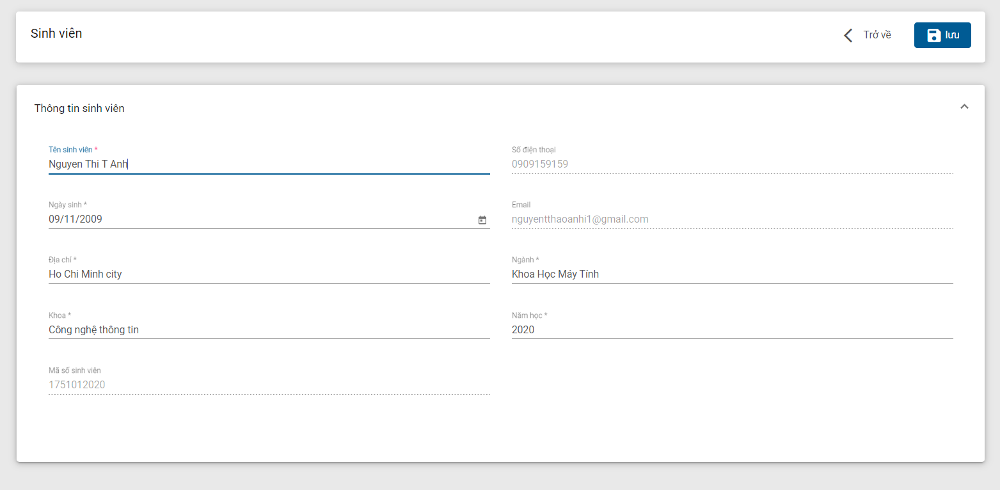 Sinh viên
Trở về
lưu
Thông tin sinh viên
Tên sinh viên *
Nguyen Thi T Anh
Số điện thoại
0909159159
Ngày sinh *
09/11/2009
Email
nguyentthaoanhi1@gmail.com
Địa chỉ *
Ho Chi Minh city
Ngành *
Khoa Học Máy Tính
Khoa *
Công nghệ thông tin
Năm học *
2020
Mã số sinh viên
1751012020